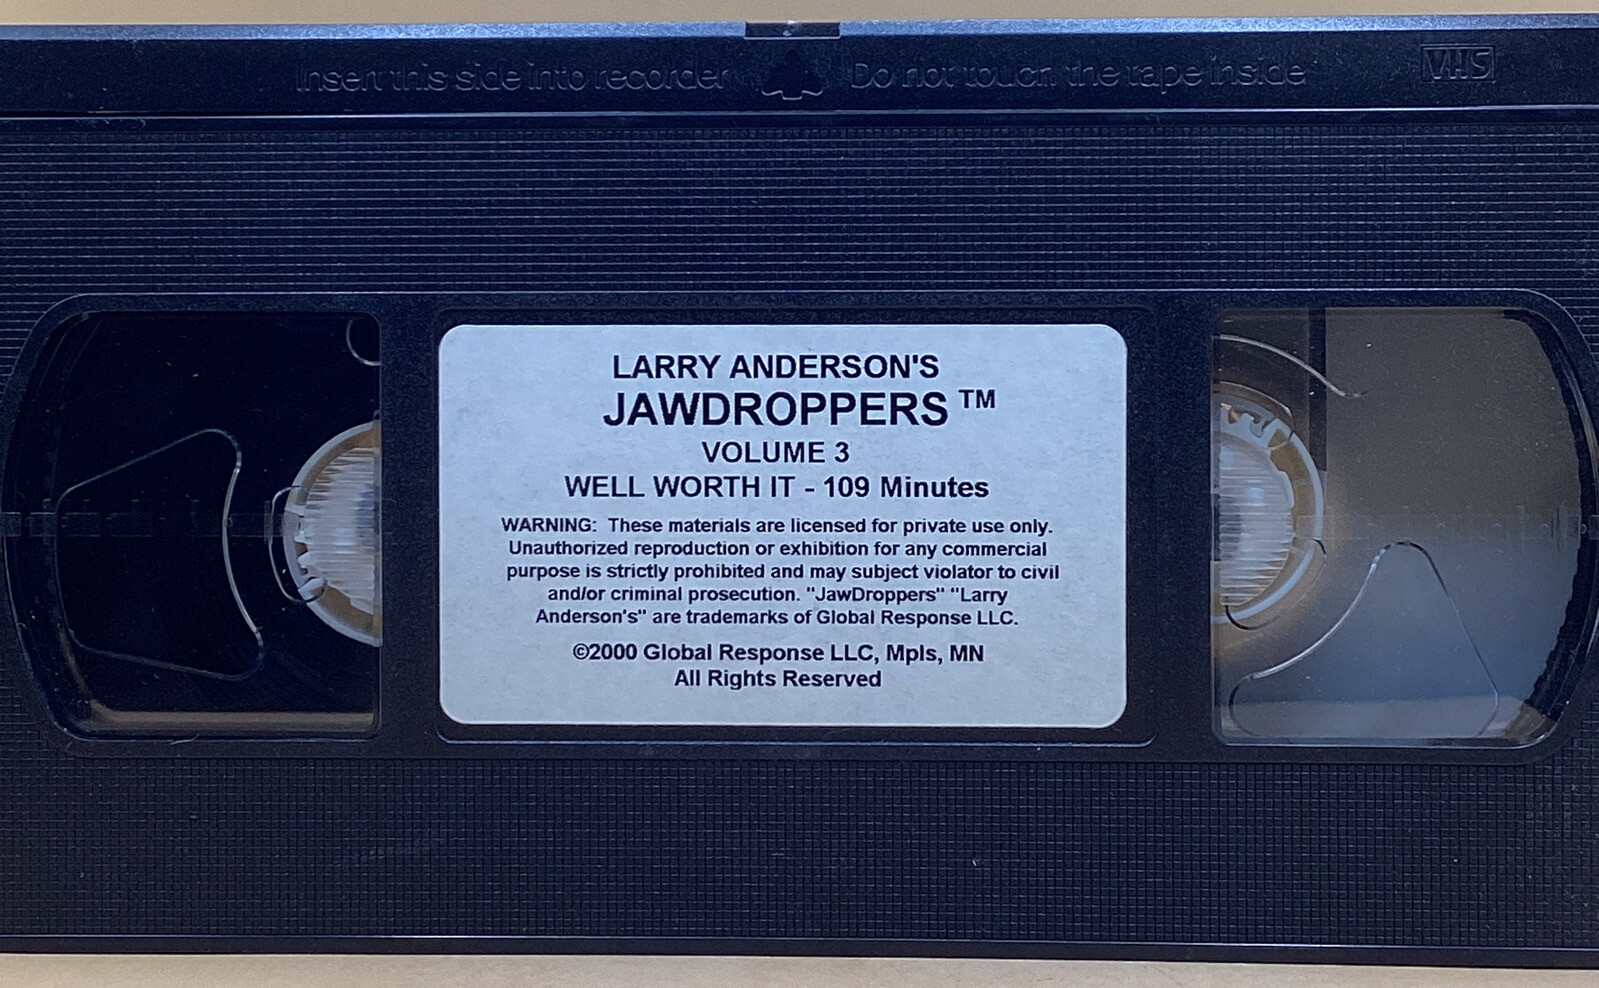 Insert this side into recorder Do not touch the tape inside VHS
LARRY ANDERSON'S
JAWDROPPERS ™
VOLUME 3
WELL WORTH IT - 109 Minutes
WARNING: These materials are licensed for private use only.
Unauthorized reproduction or exhibition for any commercial
purpose is strictly prohibited and may subject violator to civil
and/or criminal prosecution. "JawDroppers" "Larry
Anderson's" are trademarks of Global Response LLC.
©2000 Global Response LLC, Mpls, MN
All Rights Reserved